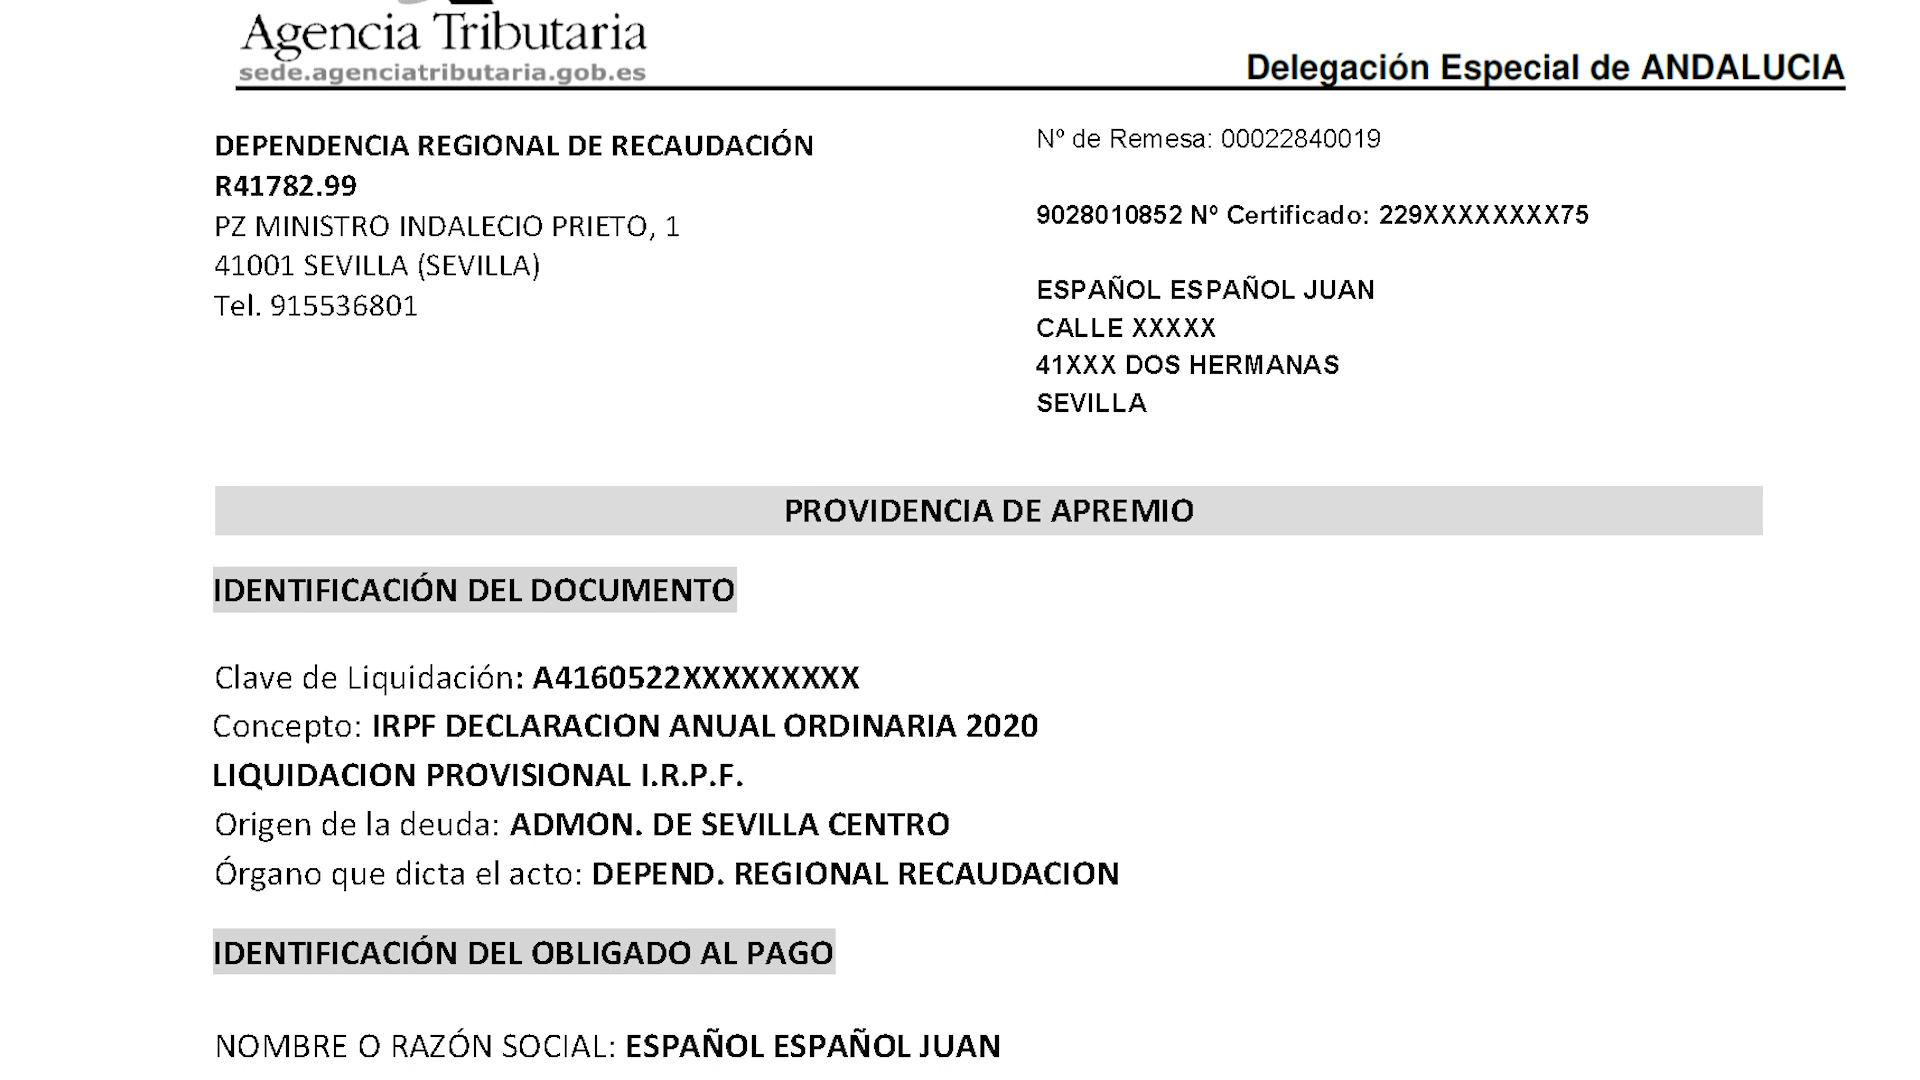 Agencia Tributaria
sede.agenciatributaria.gob.es
Delegación Especial de ANDALUCIA
DEPENDENCIA REGIONAL DE RECAUDACIÓN
R41782.99
PZ MINISTRO INDALECIO PRIETO, 1
41001 SEVILLA (SEVILLA)
Tel. 915536801
Nº de Remesa: 00022840019
9028010852 Nº Certificado: 229XXXXXXXX75
ESPAÑOL ESPAÑOL JUAN
CALLE XXXXX
41XXX DOS HERMANAS
SEVILLA
PROVIDENCIA DE APREMIO
IDENTIFICACIÓN DEL DOCUMENTO
Clave de Liquidación: A4160522XXXXXXXXX
Concepto: IRPF DECLARACION ANUAL ORDINARIA 2020
LIQUIDACION PROVISIONAL I.R.P.F.
Origen de la deuda: ADMON. DE SEVILLA CENTRO
Órgano que dicta el acto: DEPEND. REGIONAL RECAUDACION
IDENTIFICACIÓN DEL OBLIGADO AL PAGO
NOMBRE O RAZÓN SOCIAL: ESPAÑOL ESPAÑOL JUAN